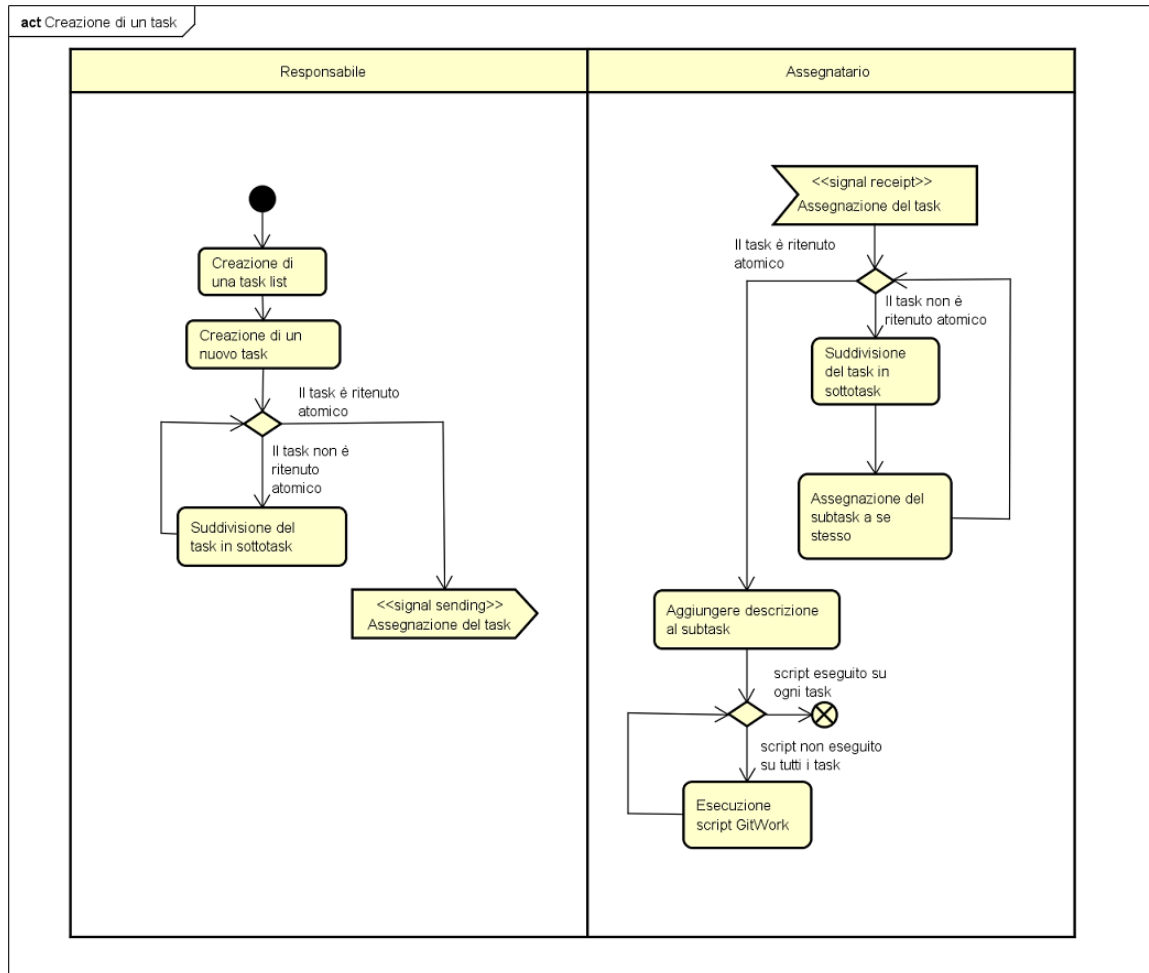 act Creazione di un task
Responsabile
Assegnatario
Creazione di
una task list
Creazione di un
nuovo task
Il task è ritenuto
atomico
Il task non è
ritenuto
atomico
Suddivisione del
task in sottotask
<<signal sending>>
Assegnazione del task
<<signal receipt>>
Assegnazione del task
Il task è ritenuto
atomico
Il task non è
ritenuto atomico
Suddivisione
del task in
sottotask
Assegnazione del
subtask a se
stesso
Aggiungere descrizione
al subtask
script eseguito su
ogni task
script non eseguito
su tutti i task
Esecuzione
script GitWork